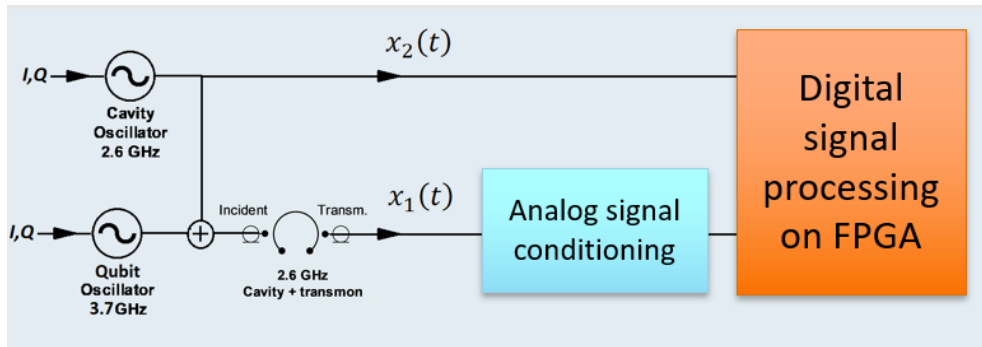 x₂(t)
I,Q
Cavity
Oscillator
2.6 GHz
Digital
signal
processing
on FPGA
Incident
Transm.
x₁(t)
I,Q
Qubit
Oscillator
3.7GHz
2.6 GHz
Cavity + transmon
Analog signal
conditioning